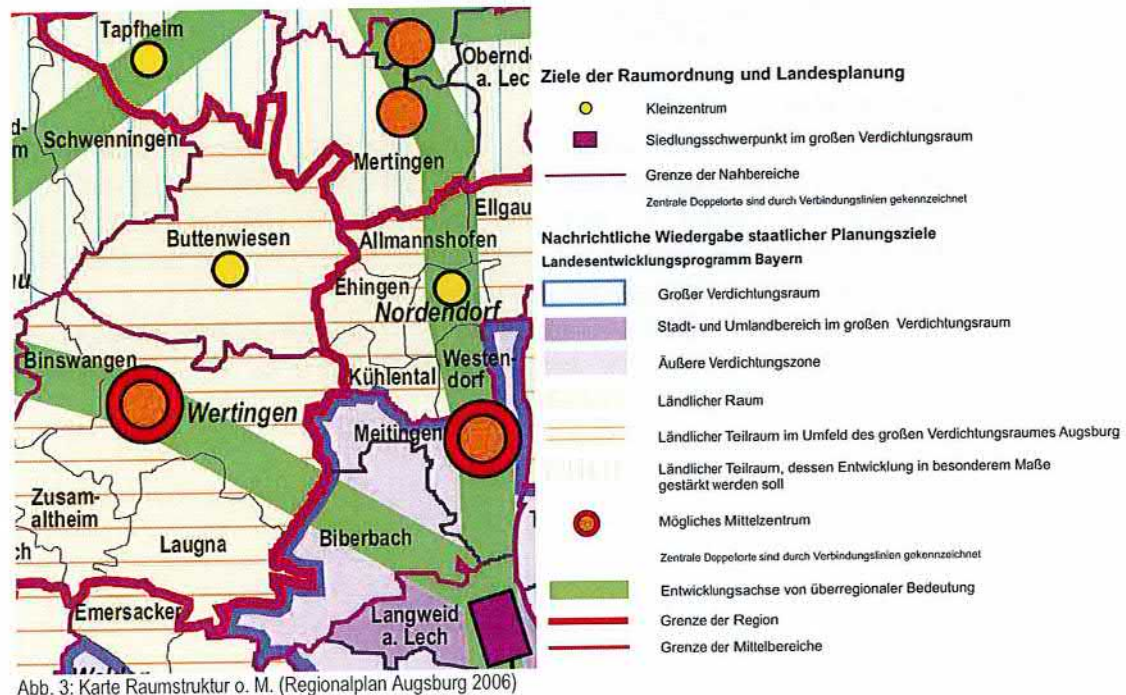 Tapfheim
Obernd
a. Lec
Schwenningen
m
Mertingen
Ellgau
Buttenwiesen
Allmannshofen
Ehingen
Nordendorf
Binswangen
Westen-
dorf
Kühlental
Wertingen
Meitingen
Zusam-
altheim
Laugna
Biberbach
ch
Emersacker
Langweid
a. Lech
Abb. 3: Karte Raumstruktur o. M. (Regionalplan Augsburg 2006)
Ziele der Raumordnung und Landesplanung
Kleinzentrum
Siedlungsschwerpunkt im großen Verdichtungsraum
Grenze der Nahbereiche
Zentrale Doppelorte sind durch Verbindungslinien gekennzeichnet
Nachrichtliche Wiedergabe staatlicher Planungsziele
Landesentwicklungsprogramm Bayern
Großer Verdichtungsraum
Stadt- und Umlandbereich im großen Verdichtungsraum
Äußere Verdichtungszone
Ländlicher Raum
Ländlicher Teilraum im Umfeld des großen Verdichtungsraumes Augsburg
Ländlicher Teilraum, dessen Entwicklung in besonderem Maße
gestärkt werden soll
Mögliches Mittelzentrum
Zentrale Doppelorte sind durch Verbindungslinien gekennzeichnet
Entwicklungsachse von überregionaler Bedeutung
Grenze der Region
Grenze der Mittelbereiche